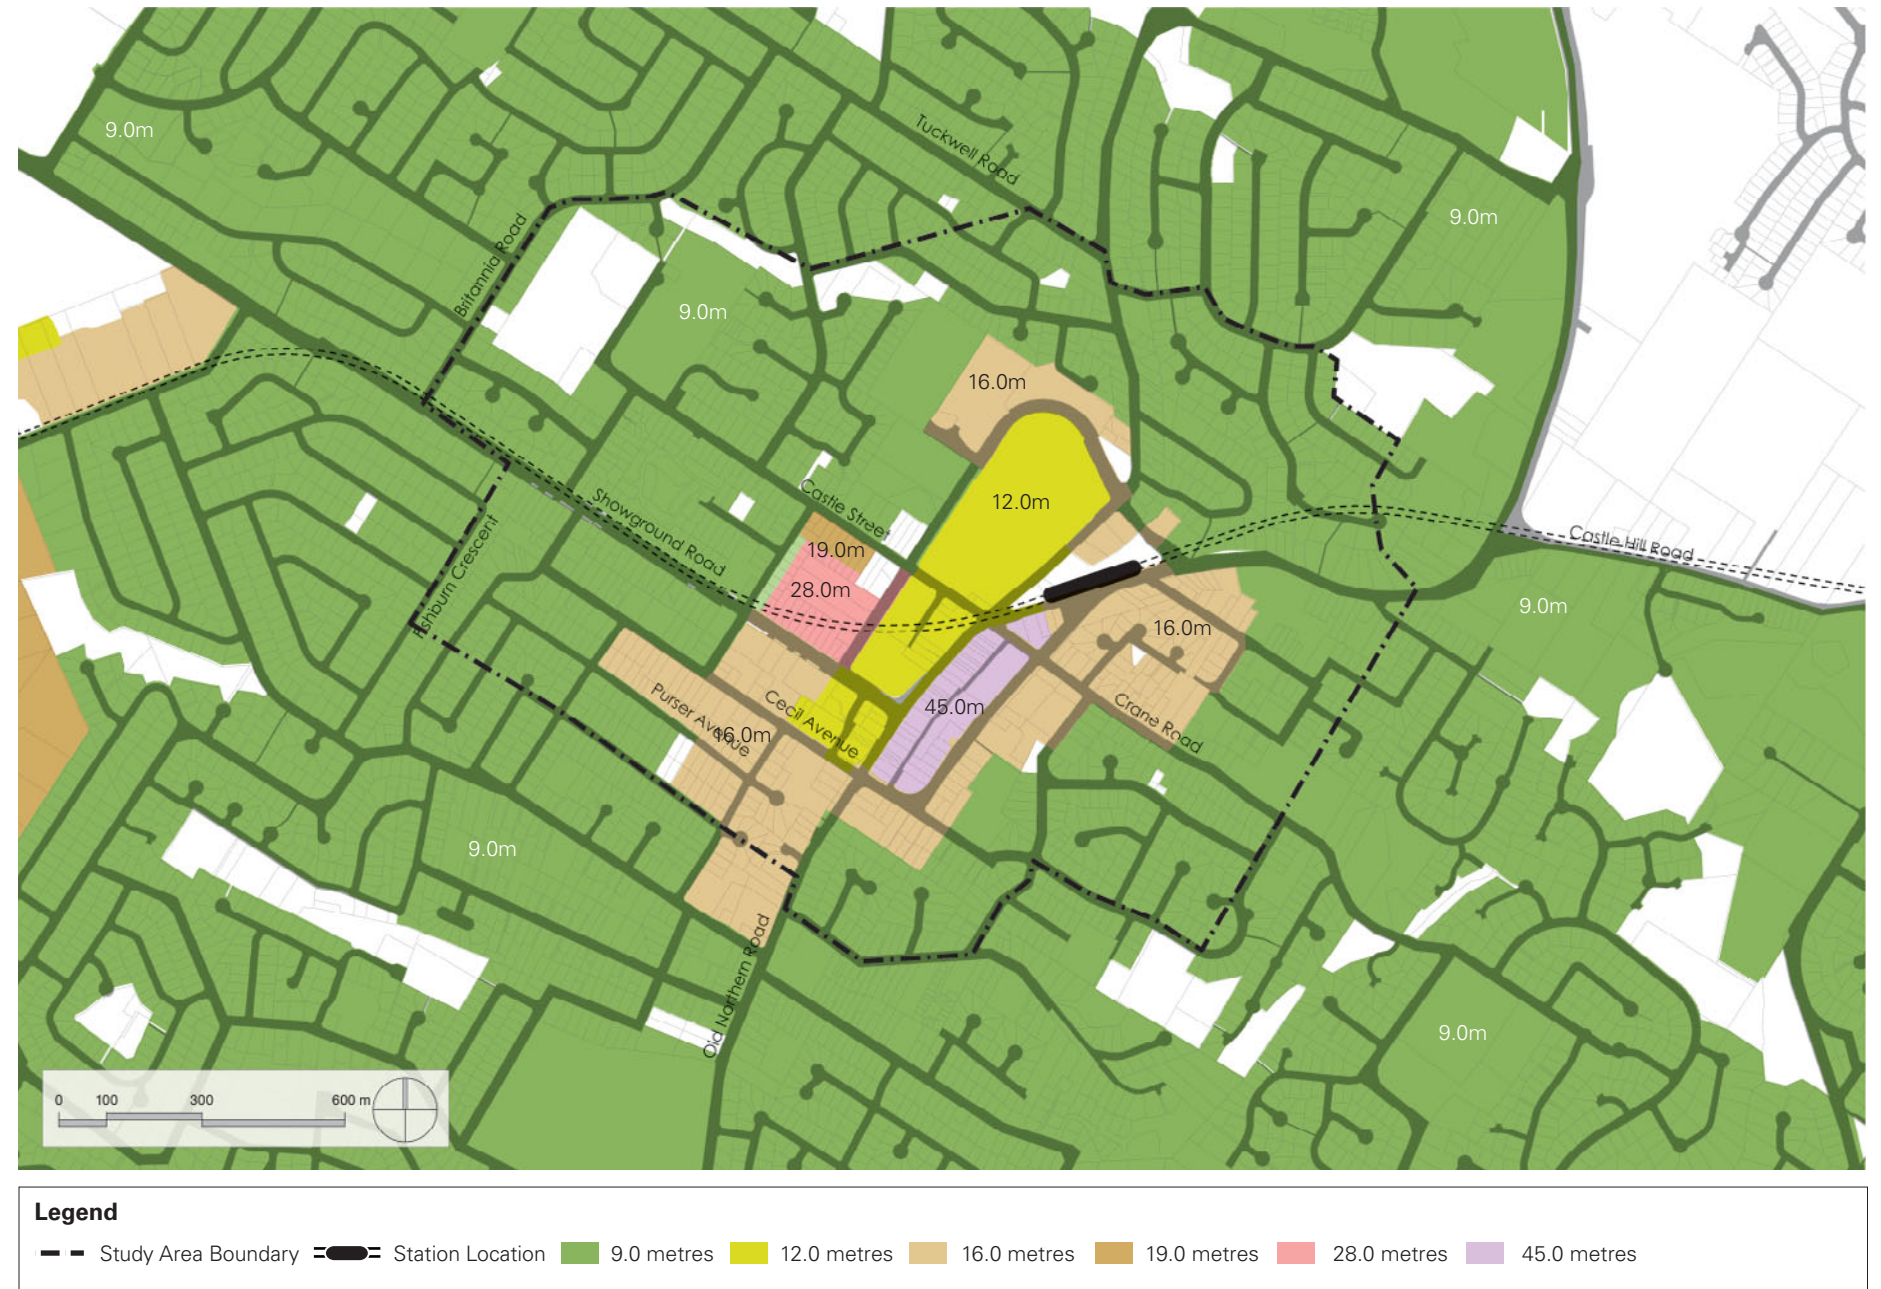 9.0m
Tuckwell Road
9.0m
Britannia Road
9.0m
16.0m
12.0m
Castle Street
Showground Road
19.0m
28.0m
Castle Hill Road
9.0m
Ashburn Crescent
16.0m
Purser Avenue
Cecil Avenue
16.0m
45.0m
Crane Road
9.0m
Old Northern Road
9.0m
0 100 300 600 m
Legend
Study Area Boundary Station Location 9.0 metres 12.0 metres 16.0 metres 19.0 metres 28.0 metres 45.0 metres